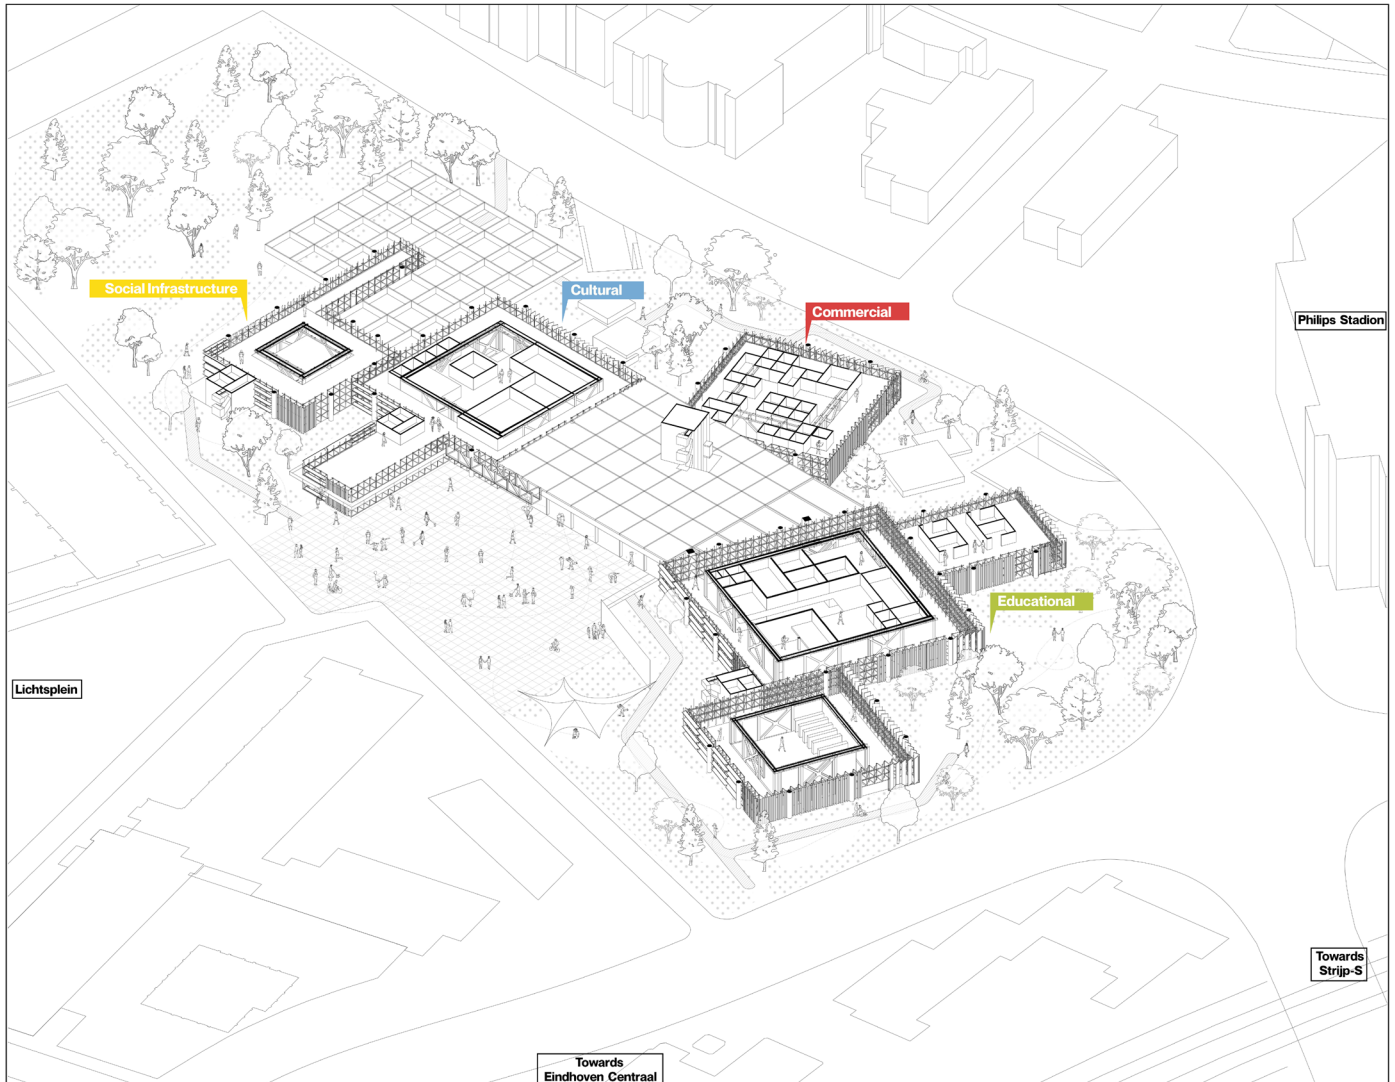 Social Infrastructure
Cultural
Commercial
Philips Stadion
Educational
Lichtsplein
Towards
Strijp-S
Towards
Eindhoven Centraal